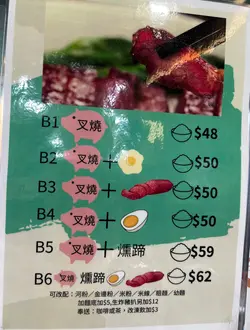 B1 叉燒 $48
B2 叉燒 + $50
B3 叉燒 + $50
B4 叉燒 + $50
B5 叉燒 + 燻蹄 $59
B6 叉燒 燻蹄 $62
可改配：河粉／金邊粉／米粉／米線／粗麵／幼麵
加麵底加$5,生炸豬扒另加$12
奉送：咖啡或茶，改凍飲加$3